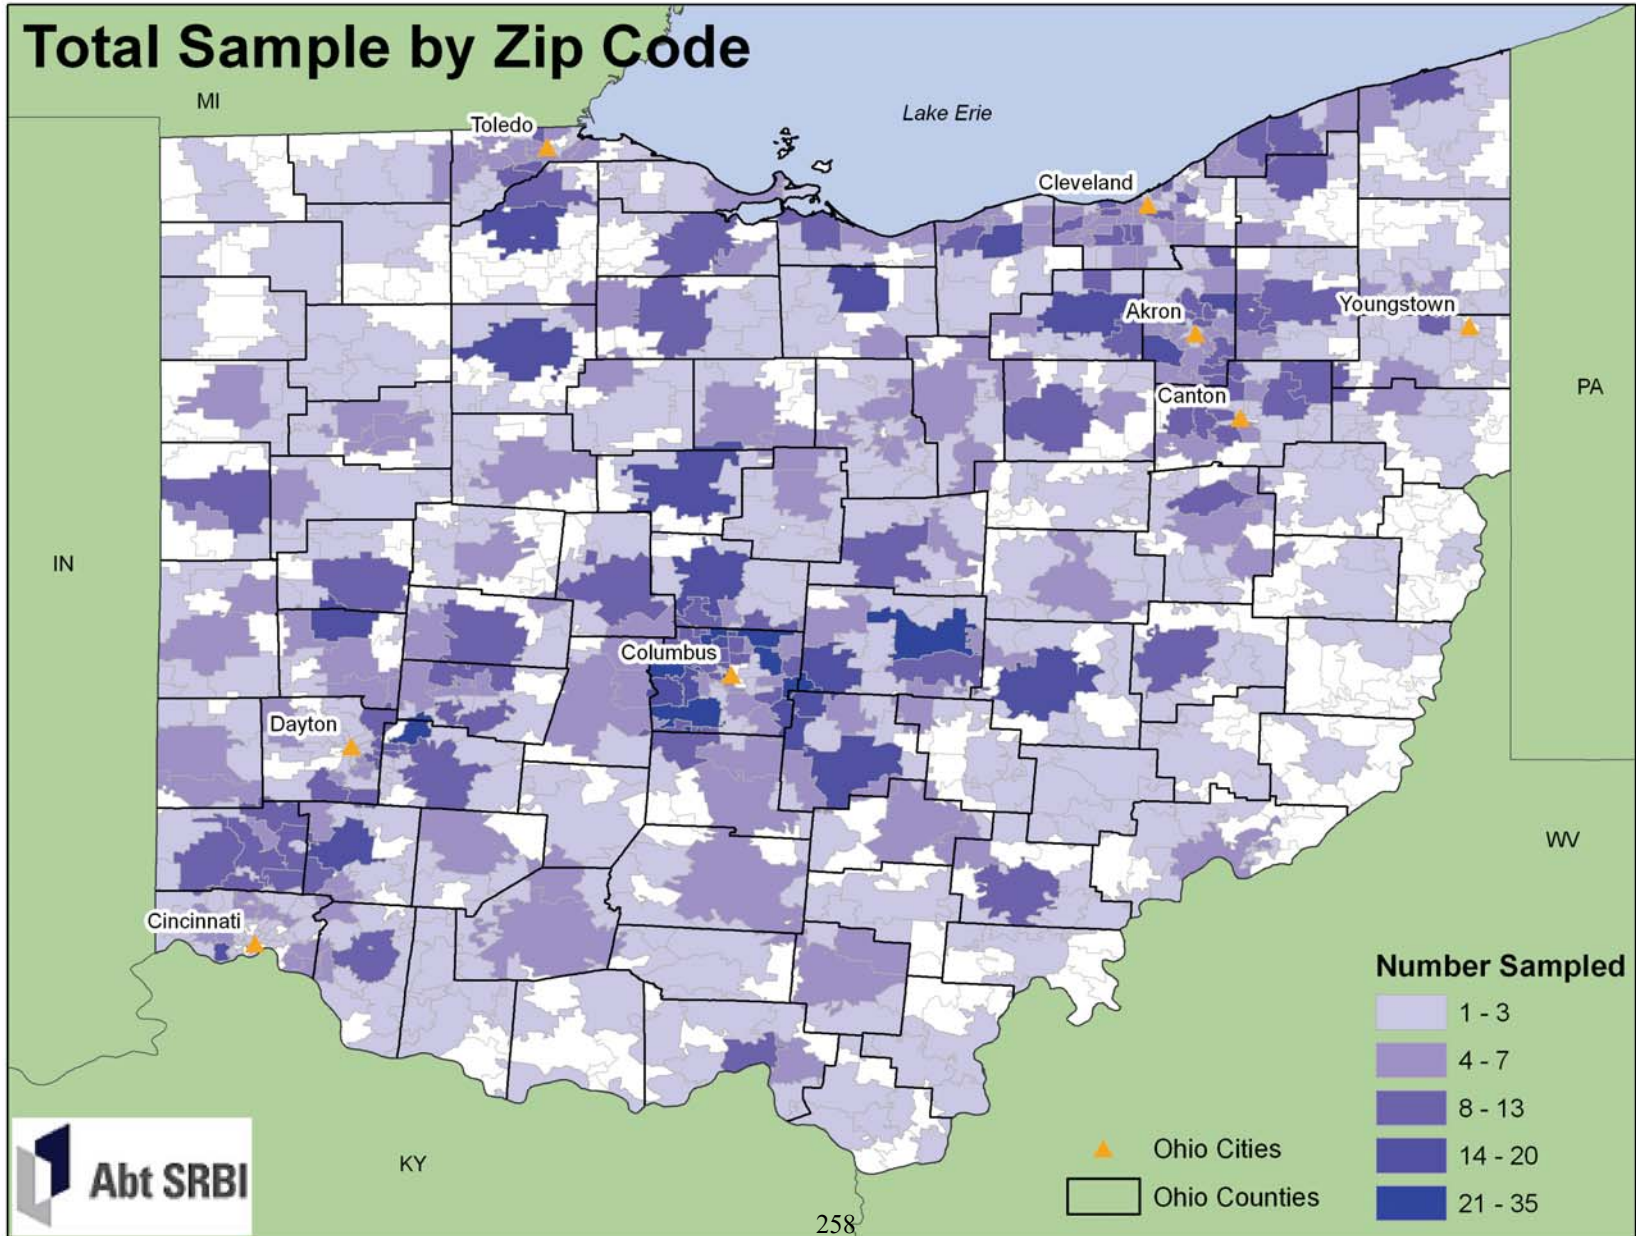 Total Sample by Zip Code
MI
Lake Erie
Toledo
Cleveland
Akron
Youngstown
Canton
PA
IN
Columbus
Dayton
WV
Cincinnati
KY
Number Sampled
1 - 3
4 - 7
8 - 13
14 - 20
21 - 35
Ohio Cities
Ohio Counties
Abt SRBI
258